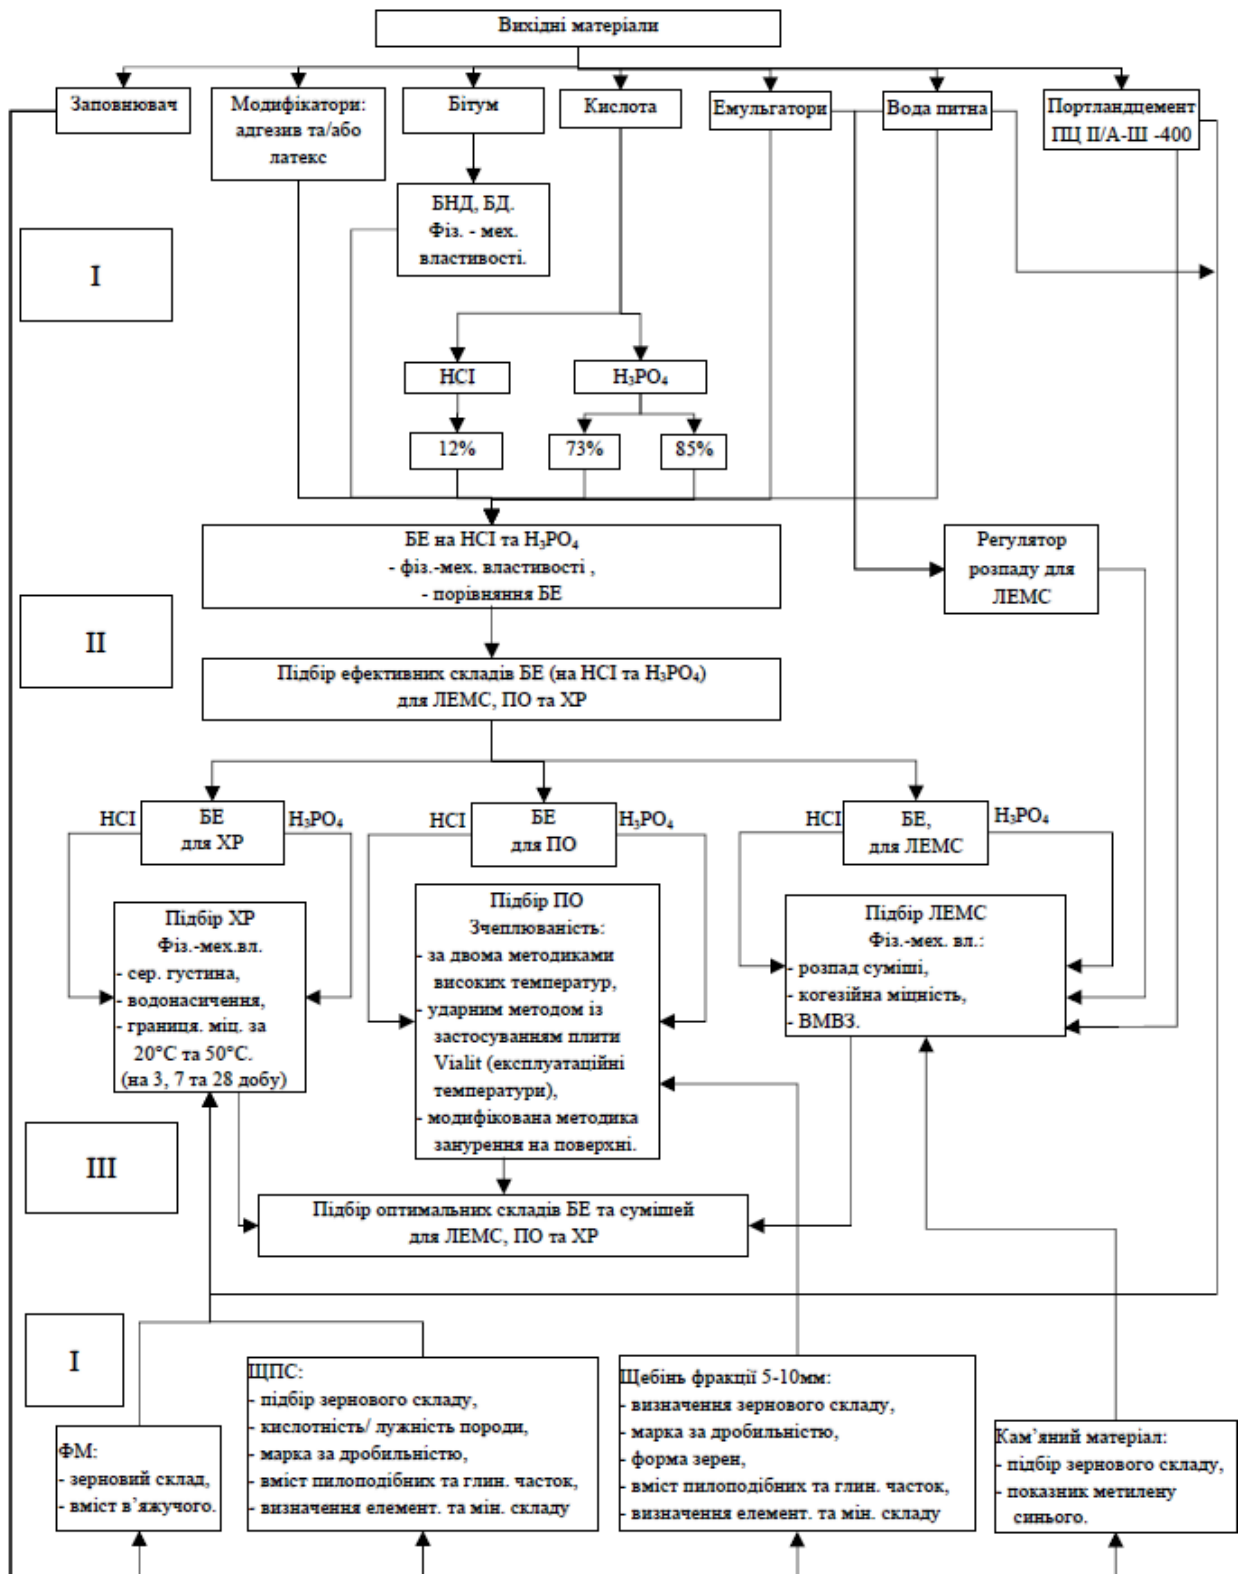 Вихідні матеріали
Заповнювач
Модифікатори:
адгезив та/або
латекс
Бітум
Кислота
Емульгатори
Вода питна
Портландцемент
ПЦ ІІ/А-Ш -400
БНД, БД.
Фіз. - мех.
властивості.
I
HCI
H₃PO₄
12%
73%
85%
БЕ на HCI та H₃PO₄
- фіз.-мех. властивості ,
- порівняння БЕ
Регулятор
розпаду для
ЛЕМС
II
Підбір ефективних складів БЕ (на HCI та H₃PO₄)
для ЛЕМС, ПО та ХР
HCI
БЕ
для ХР
H₃PO₄
HCI
БЕ
для ПО
H₃PO₄
HCI
БЕ,
для ЛЕМС
H₃PO₄
Підбір ХР
Фіз.-мех.вл.
- сер. густина,
- водонасичення,
- границя. міц. за
20°С та 50°С.
(на 3, 7 та 28 добу)
Підбір ПО
Зчеплюваність:
- за двома методиками
високих температур,
- ударним методом із
застосуванням плити
Vialit (експлуатаційні
температури),
- модифікована методика
занурення на поверхні.
Підбір ЛЕМС
Фіз.-мех. вл.:
- розпад суміші,
- когезійна міцність,
- ВМВЗ.
III
Підбір оптимальних складів БЕ та сумішей
для ЛЕМС, ПО та ХР
I
ФМ:
- зерновий склад,
- вміст в’яжучого.
ЩПС:
- підбір зернового складу,
- кислотність/ лужність породи,
- марка за дробильністю,
- вміст пилоподібних та глин. часток,
- визначення елемент. та мін. складу
Щебінь фракції 5-10мм:
- визначення зернового складу,
- марка за дробильністю,
- форма зерен,
- вміст пилоподібних та глин. часток,
- визначення елемент. та мін. складу
Кам’яний матеріал:
- підбір зернового складу,
- показник метилену
синього.